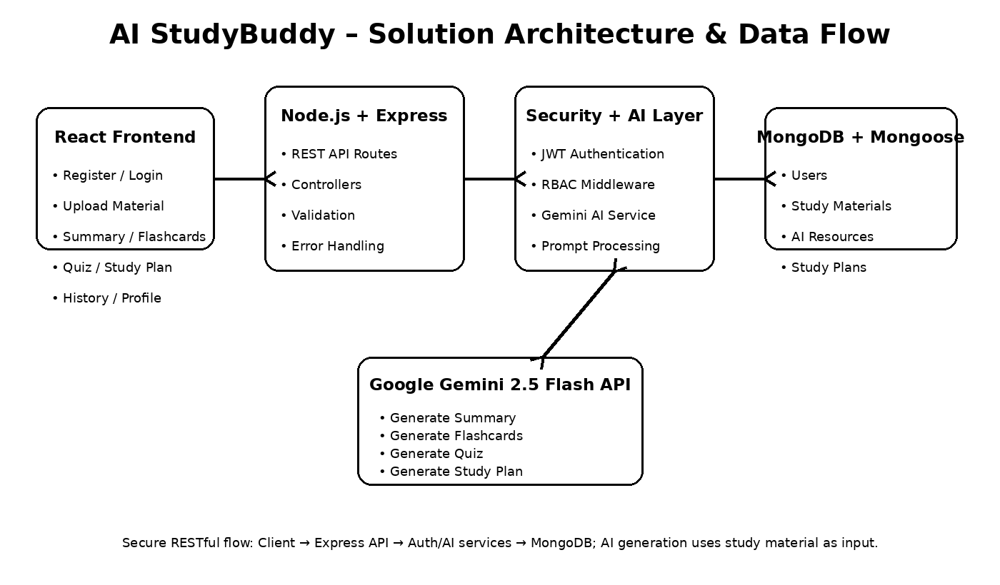 AI StudyBuddy – Solution Architecture & Data Flow
React Frontend
• Register / Login
• Upload Material
• Summary / Flashcards
• Quiz / Study Plan
• History / Profile
Node.js + Express
• REST API Routes
• Controllers
• Validation
• Error Handling
Security + AI Layer
• JWT Authentication
• RBAC Middleware
• Gemini AI Service
• Prompt Processing
MongoDB + Mongoose
• Users
• Study Materials
• AI Resources
• Study Plans
Google Gemini 2.5 Flash API
• Generate Summary
• Generate Flashcards
• Generate Quiz
• Generate Study Plan
Secure RESTful flow: Client → Express API → Auth/AI services → MongoDB; AI generation uses study material as input.